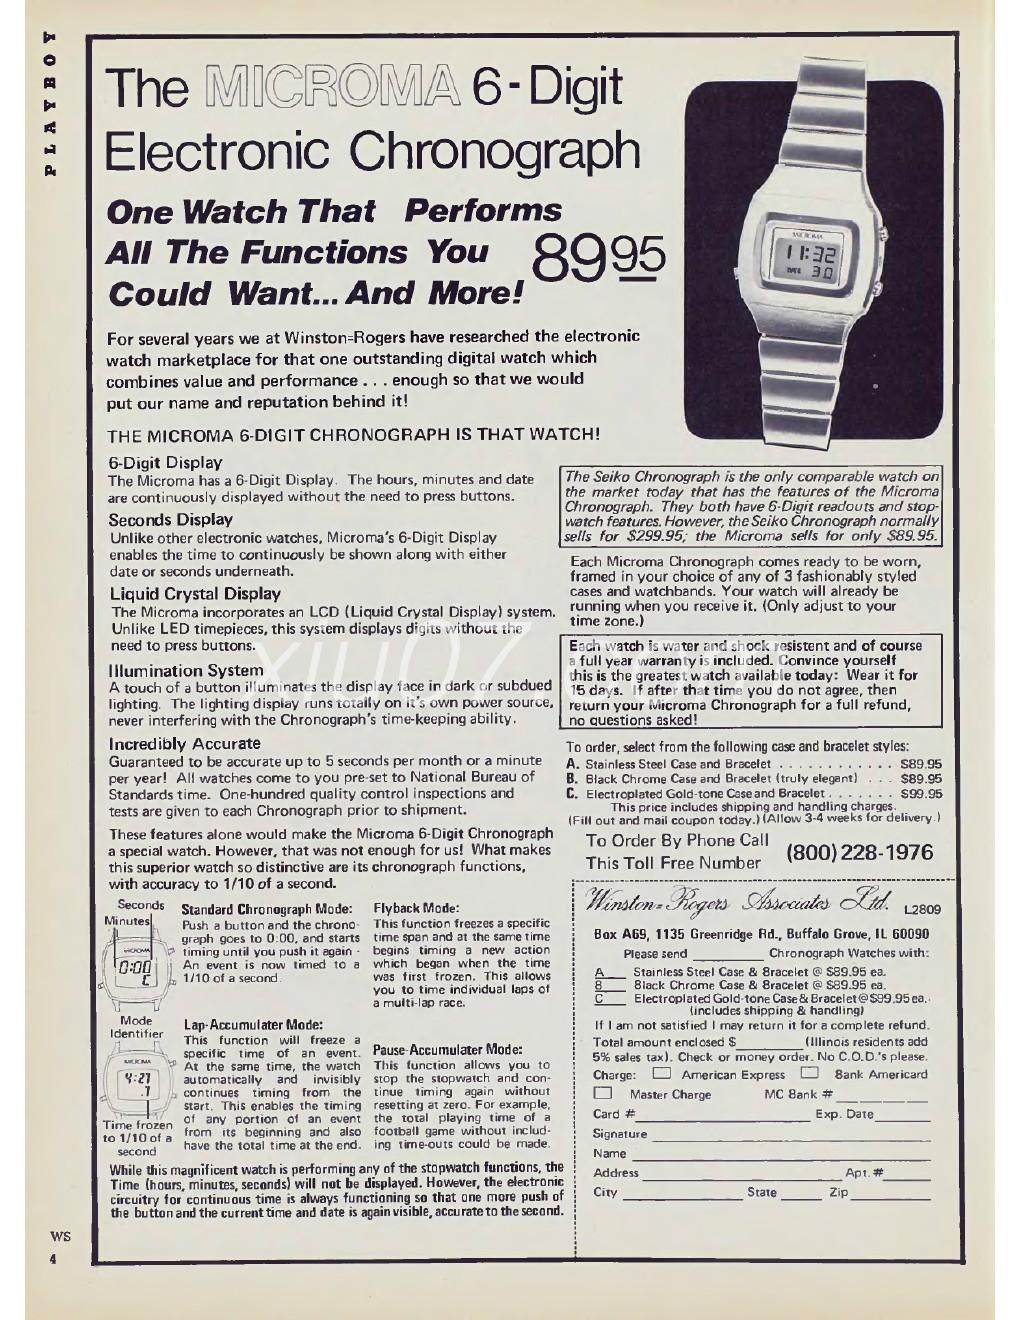 PLAYBOY
The MICROMA 6-Digit
Electronic Chronograph
One Watch That Performs
All The Functions You
Could Want... And More!
8995
MICROMA
11:32
DATE 30
For several years we at Winston=Rogers have researched the electronic
watch marketplace for that one outstanding digital watch which
combines value and performance . . . enough so that we would
put our name and reputation behind it!
THE MICROMA 6-DIGIT CHRONOGRAPH IS THAT WATCH!
6-Digit Display
The Microma has a 6-Digit Display. The hours, minutes and date
are continuously displayed without the need to press buttons.
Seconds Display
Unlike other electronic watches, Microma's 6-Digit Display
enables the time to continuously be shown along with either
date or seconds underneath.
Liquid Crystal Display
The Microma incorporates an LCD (Liquid Crystal Display) system.
Unlike LED timepieces, this system displays digits without the
need to press buttons.
Illumination System
A touch of a button illuminates the display face in dark or subdued
lighting. The lighting display runs totally on it's own power source,
never interfering with the Chronograph's time-keeping ability.
Incredibly Accurate
Guaranteed to be accurate up to 5 seconds per month or a minute
per year! All watches come to you pre-set to National Bureau of
Standards time. One-hundred quality control inspections and
tests are given to each Chronograph prior to shipment.
These features alone would make the Microma 6-Digit Chronograph
a special watch. However, that was not enough for us! What makes
this superior watch so distinctive are its chronograph functions,
with accuracy to 1/10 of a second.
Seconds
Minutes
MICROMA
0:00
C
Mode
Identifier
MICROMA
4:27
.1
Time frozen
to 1/10 of a
second
Standard Chronograph Mode:
Push a button and the chrono-
graph goes to 0:00, and starts
timing until you push it again -
An event is now timed to a
1/10 of a second.
Lap-Accumulater Mode:
This function will freeze a
specific time of an event.
At the same time, the watch
automatically and invisibly
continues timing from the
start. This enables the timing
of any portion of an event
from its beginning and also
have the total time at the end.
Flyback Mode:
This function freezes a specific
time span and at the same time
begins timing a new action
which began when the time
was first frozen. This allows
you to time individual laps of
a multi-lap race.
Pause-Accumulater Mode:
This function allows you to
stop the stopwatch and con-
tinue timing again without
resetting at zero. For example,
the total playing time of a
football game without includ-
ing time-outs could be made.
While this magnificent watch is performing any of the stopwatch functions, the
Time (hours, minutes, seconds) will not be displayed. However, the electronic
circuitry for continuous time is always functioning so that one more push of
the button and the current time and date is again visible, accurate to the second.
The Seiko Chronograph is the only comparable watch on
the market today that has the features of the Microma
Chronograph. They both have 6-Digit readouts and stop-
watch features. However, the Seiko Chronograph normally
sells for $299.95; the Microma sells for only $89.95.
Each Microma Chronograph comes ready to be worn,
framed in your choice of any of 3 fashionably styled
cases and watchbands. Your watch will already be
running when you receive it. (Only adjust to your
time zone.)
Each watch is water and shock resistent and of course
a full year warranty is included. Convince yourself
this is the greatest watch available today: Wear it for
15 days. If after that time you do not agree, then
return your Microma Chronograph for a full refund,
no questions asked!
To order, select from the following case and bracelet styles:
A. Stainless Steel Case and Bracelet . . . . . . . . . . . . $89.95
B. Black Chrome Case and Bracelet (truly elegant) . . . $89.95
C. Electroplated Gold-tone Case and Bracelet . . . . . . . $99.95
This price includes shipping and handling charges.
(Fill out and mail coupon today.) (Allow 3-4 weeks for delivery.)
To Order By Phone Call
This Toll Free Number
(800) 228-1976
Winston=Rogers Associates Ltd. L2809
Box A69, 1135 Greenridge Rd., Buffalo Grove, IL 60090
Please send ______ Chronograph Watches with:
A___ Stainless Steel Case & Bracelet @ $89.95 ea.
B___ Black Chrome Case & Bracelet @ $89.95 ea.
C___ Electroplated Gold-tone Case & Bracelet @ $99.95 ea.
(includes shipping & handling)
If I am not satisfied I may return it for a complete refund.
Total amount enclosed $______ (Illinois residents add
5% sales tax). Check or money order. No C.O.D.'s please.
Charge: American Express Bank Americard
Master Charge MC Bank # ______
Card # ______ Exp. Date ______
Signature ______
Name ______
Address ______ Apt. # ______
City ______ State ______ Zip ______
xiu07.com
WS
4